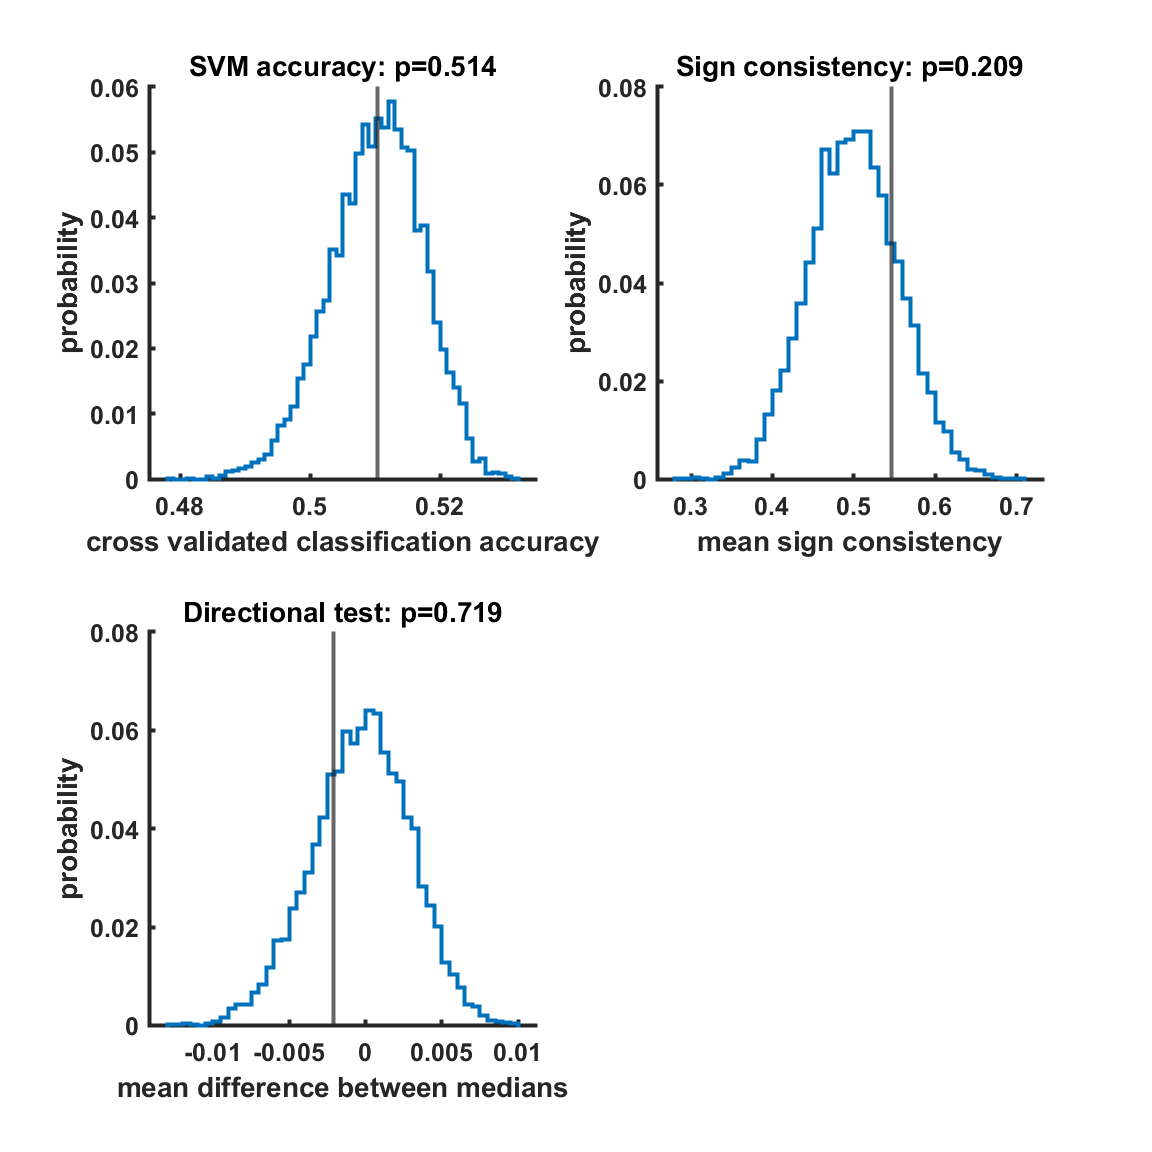 SVM accuracy: p=0.514
0.06
0.05
0.04
0.03
0.02
0.01
0
probability
0.48 0.5 0.52
cross validated classification accuracy
Sign consistency: p=0.209
0.08
0.06
0.04
0.02
0
probability
0.3 0.4 0.5 0.6 0.7
mean sign consistency
Directional test: p=0.719
0.08
0.06
0.04
0.02
0
probability
-0.01 -0.005 0 0.005 0.01
mean difference between medians